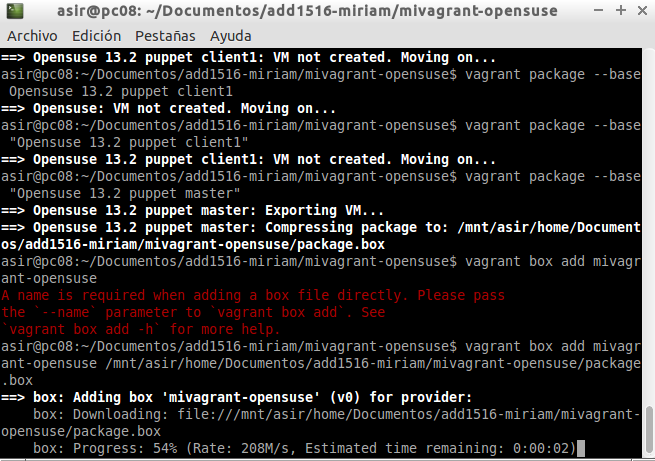 asir@pc08: ~/Documentos/add1516-miriam/mivagrant-opensuse
Archivo Edición Pestañas Ayuda
==> Opensuse 13.2 puppet client1: VM not created. Moving on...
asir@pc08:~/Documentos/add1516-miriam/mivagrant-opensuse$ vagrant package --base
 Opensuse 13.2 puppet client1
==> Opensuse: VM not created. Moving on...
asir@pc08:~/Documentos/add1516-miriam/mivagrant-opensuse$ vagrant package --base
 "Opensuse 13.2 puppet client1"
==> Opensuse 13.2 puppet client1: VM not created. Moving on...
asir@pc08:~/Documentos/add1516-miriam/mivagrant-opensuse$ vagrant package --base
 "Opensuse 13.2 puppet master"
==> Opensuse 13.2 puppet master: Exporting VM...
==> Opensuse 13.2 puppet master: Compressing package to: /mnt/asir/home/Document
os/add1516-miriam/mivagrant-opensuse/package.box
asir@pc08:~/Documentos/add1516-miriam/mivagrant-opensuse$ vagrant box add mivagr
ant-opensuse
A name is required when adding a box file directly. Please pass
the `--name` parameter to `vagrant box add`. See
`vagrant box add -h` for more help.
asir@pc08:~/Documentos/add1516-miriam/mivagrant-opensuse$ vagrant box add mivagr
ant-opensuse /mnt/asir/home/Documentos/add1516-miriam/mivagrant-opensuse/package
.box
==> box: Adding box 'mivagrant-opensuse' (v0) for provider:
    box: Downloading: file:///mnt/asir/home/Documentos/add1516-miriam/mivagrant-
opensuse/package.box
    box: Progress: 54% (Rate: 208M/s, Estimated time remaining: 0:00:02)